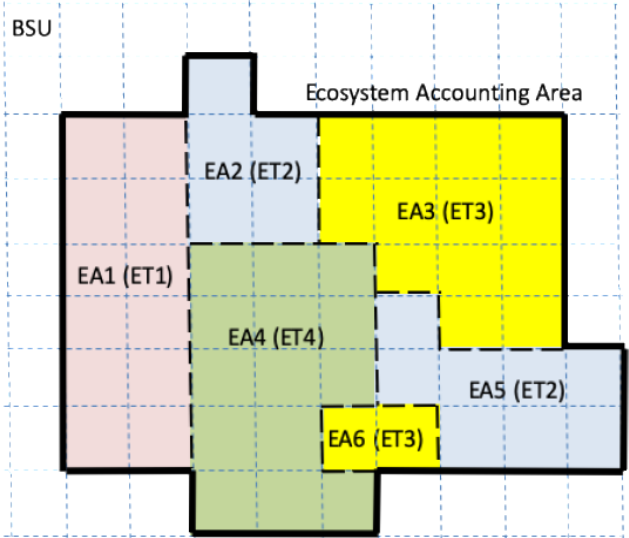 BSU
Ecosystem Accounting Area
EA2 (ET2)
EA3 (ET3)
EA1 (ET1)
EA4 (ET4)
EA5 (ET2)
EA6 (ET3)